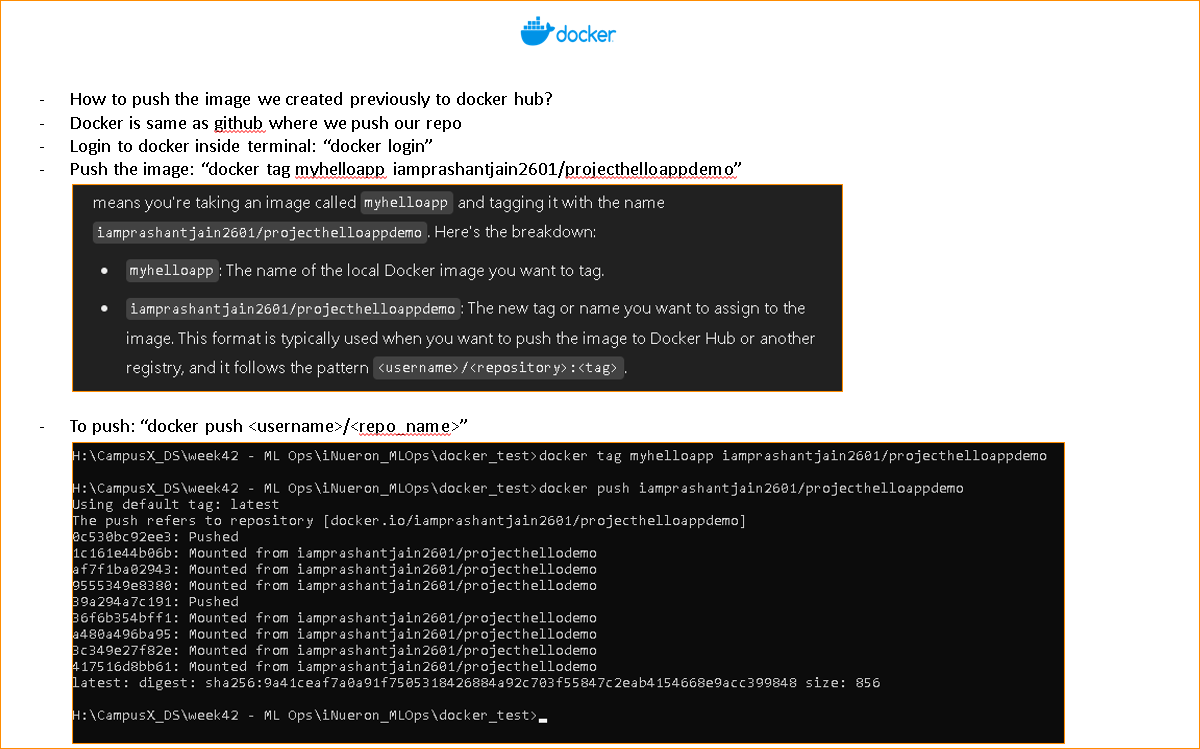 docker
- How to push the image we created previously to docker hub?
- Docker is same as github where we push our repo
- Login to docker inside terminal: “docker login”
- Push the image: “docker tag myhelloapp iamprashantjain2601/projecthelloappdemo”
means you're taking an image called myhelloapp and tagging it with the name
iamprashantjain2601/projecthelloappdemo. Here's the breakdown:
• myhelloapp: The name of the local Docker image you want to tag.
• iamprashantjain2601/projecthelloappdemo: The new tag or name you want to assign to the
image. This format is typically used when you want to push the image to Docker Hub or another
registry, and it follows the pattern <username>/<repository>:<tag>.
- To push: “docker push <username>/<repo_name>”
H:\CampusX_DS\week42 - ML Ops\iNueron_MLOps\docker_test>docker tag myhelloapp iamprashantjain2601/projecthelloappdemo
H:\CampusX_DS\week42 - ML Ops\iNueron_MLOps\docker_test>docker push iamprashantjain2601/projecthelloappdemo
Using default tag: latest
The push refers to repository [docker.io/iamprashantjain2601/projecthelloappdemo]
0c530bc92ee3: Pushed
1c161e44b06b: Mounted from iamprashantjain2601/projecthellodemo
af7f1ba02943: Mounted from iamprashantjain2601/projecthellodemo
9555349e8380: Mounted from iamprashantjain2601/projecthellodemo
39a294a7c191: Pushed
36f6b354bff1: Mounted from iamprashantjain2601/projecthellodemo
a480a496ba95: Mounted from iamprashantjain2601/projecthellodemo
3c349e27f82e: Mounted from iamprashantjain2601/projecthellodemo
417516d8bb61: Mounted from iamprashantjain2601/projecthellodemo
latest: digest: sha256:9a41ceaf7a0a91f7505318426884a92c703f55847c2eab4154668e9acc399848 size: 856
H:\CampusX_DS\week42 - ML Ops\iNueron_MLOps\docker_test>